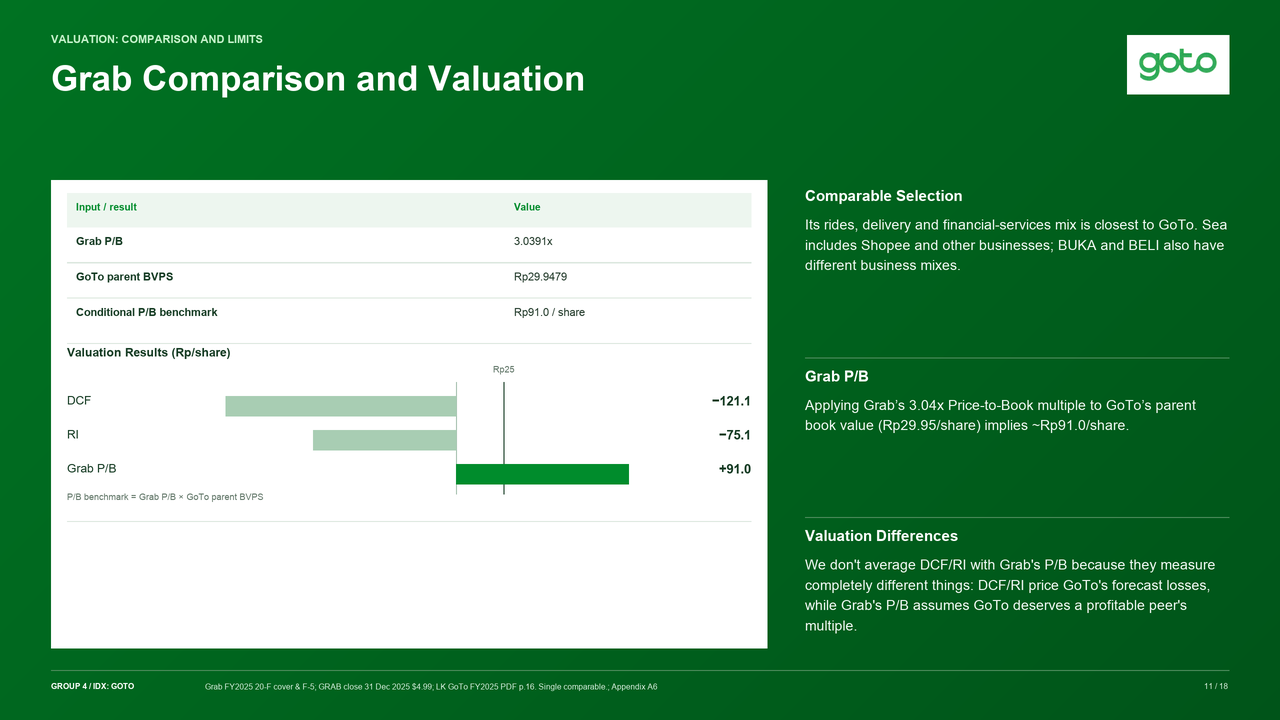 VALUATION: COMPARISON AND LIMITS
Grab Comparison and Valuation
goto
Input / result Value
Grab P/B 3.0391x
GoTo parent BVPS Rp29.9479
Conditional P/B benchmark Rp91.0 / share
Valuation Results (Rp/share)
Rp25
DCF −121.1
RI −75.1
Grab P/B +91.0
P/B benchmark = Grab P/B × GoTo parent BVPS
Comparable Selection
Its rides, delivery and financial-services mix is closest to GoTo. Sea
includes Shopee and other businesses; BUKA and BELI also have
different business mixes.
Grab P/B
Applying Grab’s 3.04x Price-to-Book multiple to GoTo’s parent
book value (Rp29.95/share) implies ~Rp91.0/share.
Valuation Differences
We don't average DCF/RI with Grab's P/B because they measure
completely different things: DCF/RI price GoTo's forecast losses,
while Grab's P/B assumes GoTo deserves a profitable peer's
multiple.
GROUP 4 / IDX: GOTO
Grab FY2025 20-F cover & F-5; GRAB close 31 Dec 2025 $4.99; LK GoTo FY2025 PDF p.16. Single comparable.; Appendix A6
11 / 18